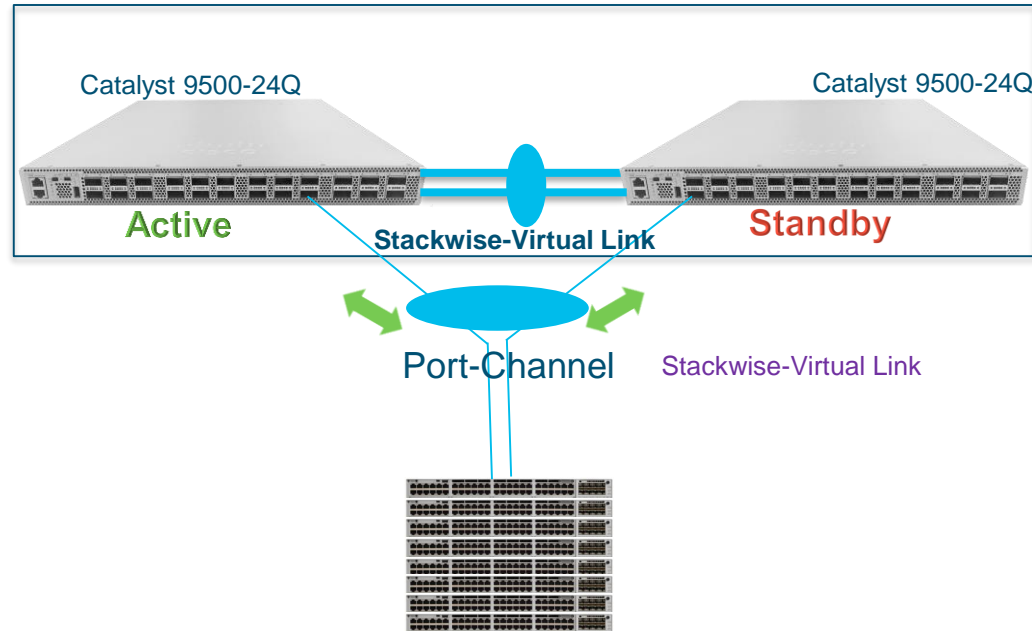 Catalyst 9500-24Q
Catalyst 9500-24Q
Active
Standby
Stackwise-Virtual Link
Port-Channel
Stackwise-Virtual Link